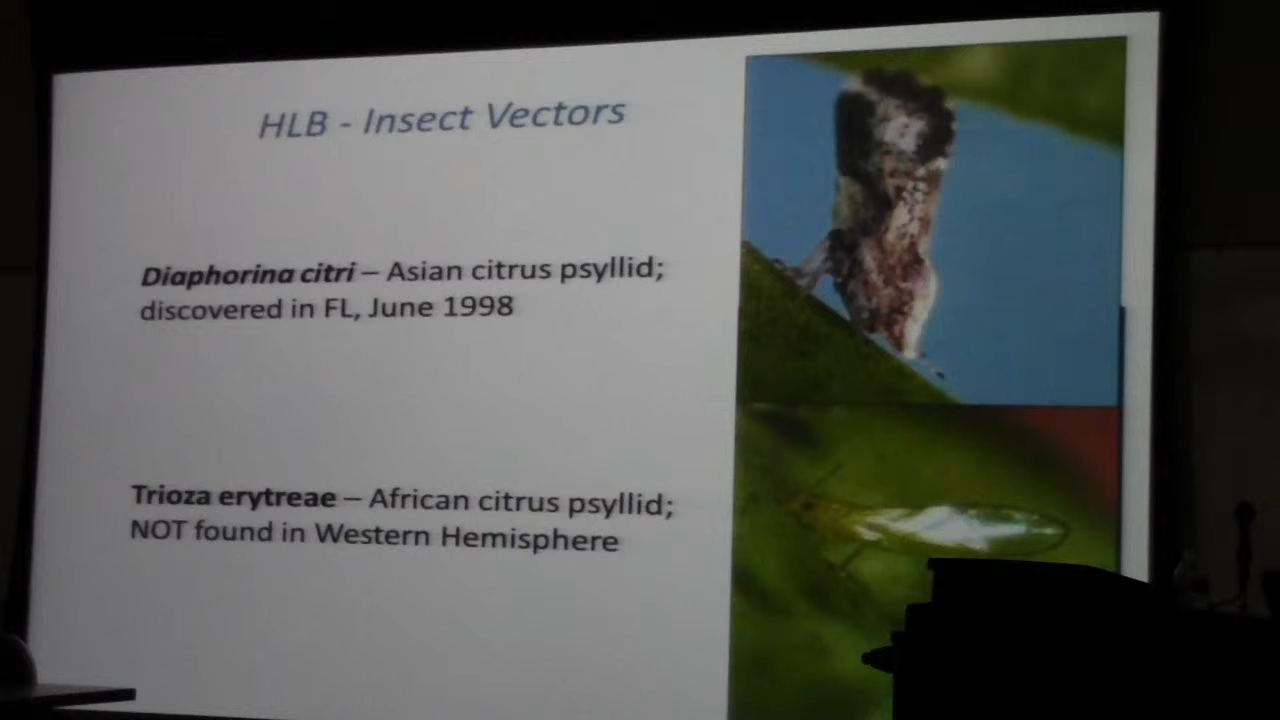 HLB - Insect Vectors
Diaphorina citri – Asian citrus psyllid;
discovered in FL, June 1998
Trioza erytreae – African citrus psyllid;
NOT found in Western Hemisphere